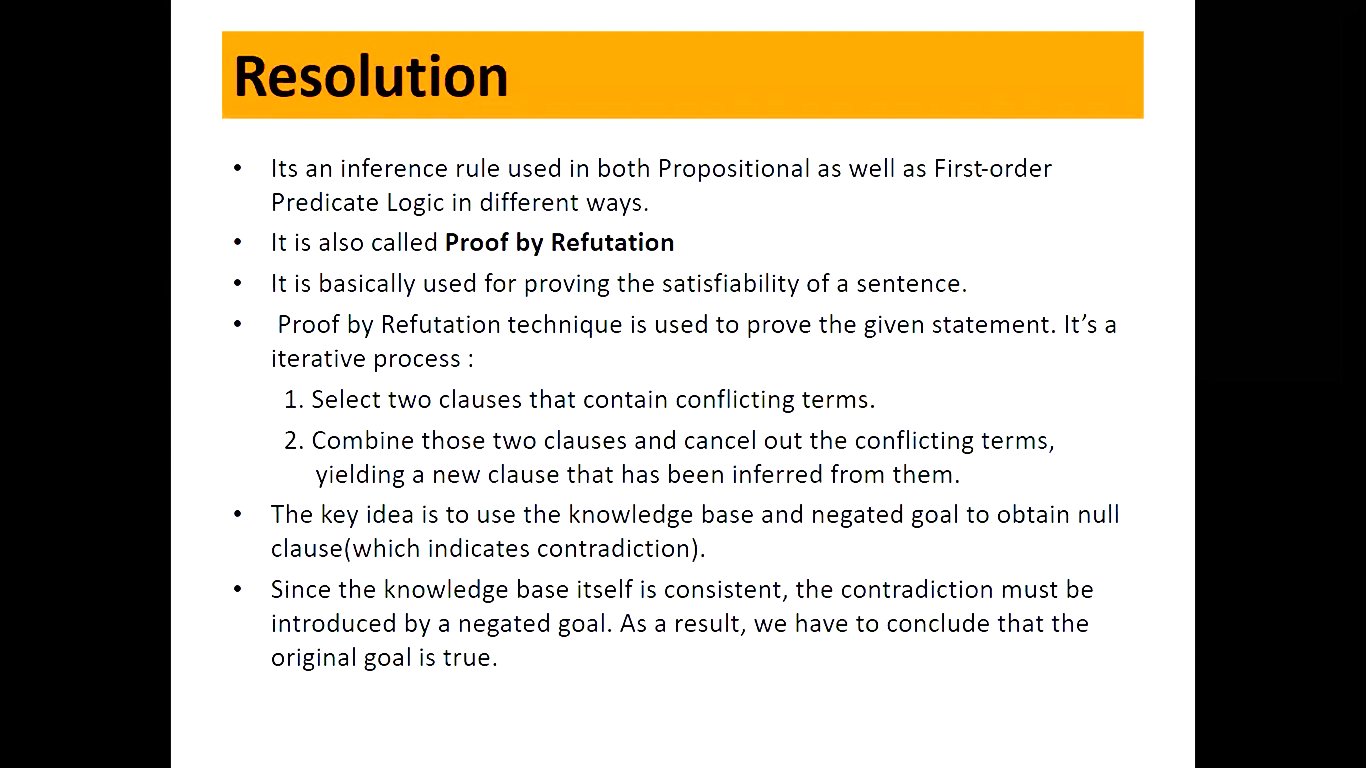 Resolution
• Its an inference rule used in both Propositional as well as First-order
Predicate Logic in different ways.
• It is also called Proof by Refutation
• It is basically used for proving the satisfiability of a sentence.
• Proof by Refutation technique is used to prove the given statement. It’s a
iterative process :
1. Select two clauses that contain conflicting terms.
2. Combine those two clauses and cancel out the conflicting terms,
yielding a new clause that has been inferred from them.
• The key idea is to use the knowledge base and negated goal to obtain null
clause(which indicates contradiction).
• Since the knowledge base itself is consistent, the contradiction must be
introduced by a negated goal. As a result, we have to conclude that the
original goal is true.